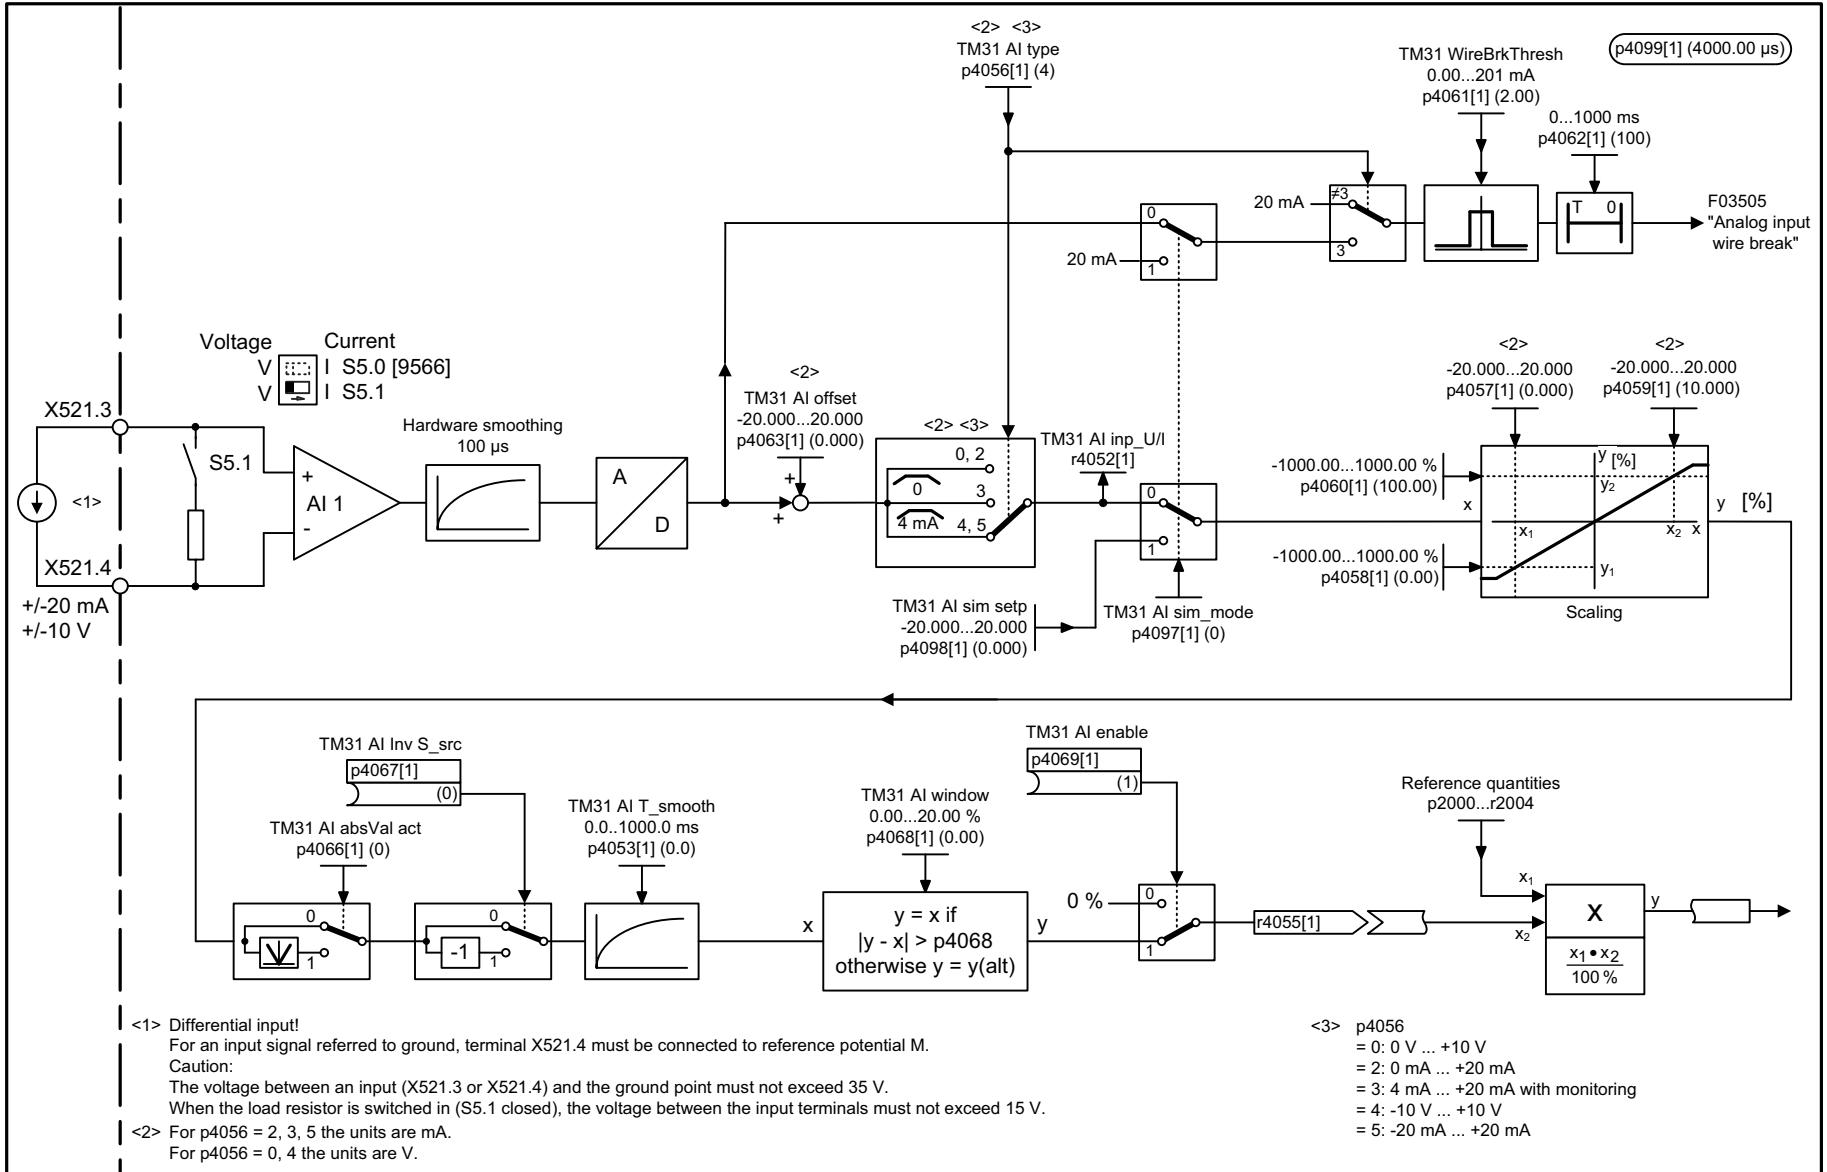 <2> <3>
TM31 AI type
p4056[1] (4)
TM31 WireBrkThresh
0.00...201 mA
p4061[1] (2.00)
p4099[1] (4000.00 µs)
0...1000 ms
p4062[1] (100)
0
20 mA
1
20 mA
≠3
3
T 0
F03505
"Analog input
wire break"
Voltage Current
V I S5.0 [9566]
V I S5.1
X521.3
<1>
X521.4
+/-20 mA
+/-10 V
S5.1
+
AI 1
-
Hardware smoothing
100 µs
A
D
<2>
TM31 AI offset
-20.000...20.000
p4063[1] (0.000)
+
+
<2> <3>
0, 2
0
3
4 mA
4, 5
TM31 AI inp_U/I
r4052[1]
0
1
TM31 AI sim setp
-20.000...20.000
p4098[1] (0.000)
TM31 AI sim_mode
p4097[1] (0)
<2>
-20.000...20.000
p4057[1] (0.000)
<2>
-20.000...20.000
p4059[1] (10.000)
-1000.00...1000.00 %
p4060[1] (100.00)
x
-1000.00...1000.00 %
p4058[1] (0.00)
y [%]
y2
x1
x2 x
y1
Scaling
y [%]
TM31 AI Inv S_src
p4067[1]
(0)
TM31 AI absVal act
p4066[1] (0)
0
1
0
-1
1
TM31 AI T_smooth
0.0..1000.0 ms
p4053[1] (0.0)
TM31 AI window
0.00...20.00 %
p4068[1] (0.00)
x
y = x if
|y - x| > p4068
otherwise y = y(alt)
y
TM31 AI enable
p4069[1]
(1)
0 %
0
1
r4055[1]
Reference quantities
p2000...r2004
x1
x2
X
x1 • x2
100 %
y
<1> Differential input!
For an input signal referred to ground, terminal X521.4 must be connected to reference potential M.
Caution:
The voltage between an input (X521.3 or X521.4) and the ground point must not exceed 35 V.
When the load resistor is switched in (S5.1 closed), the voltage between the input terminals must not exceed 15 V.
<2> For p4056 = 2, 3, 5 the units are mA.
For p4056 = 0, 4 the units are V.
<3> p4056
= 0: 0 V ... +10 V
= 2: 0 mA ... +20 mA
= 3: 4 mA ... +20 mA with monitoring
= 4: -10 V ... +10 V
= 5: -20 mA ... +20 mA